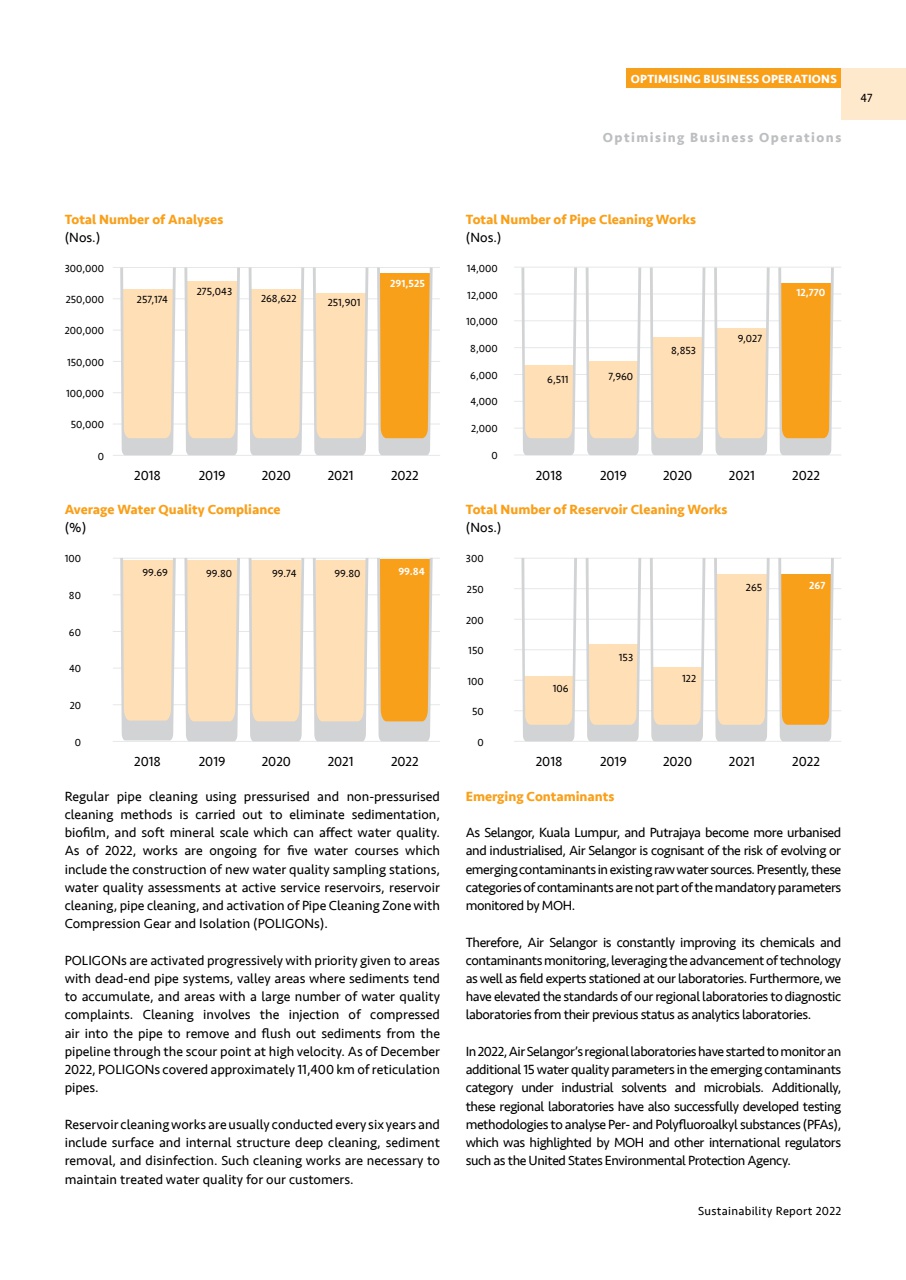 OPTIMISING BUSINESS OPERATIONS
47
Optimising Business Operations
Total Number of Analyses
(Nos.)
300,000
250,000
200,000
150,000
100,000
50,000
0
257,174
275,043
268,622
251,901
291,525
2018 2019 2020 2021 2022
Total Number of Pipe Cleaning Works
(Nos.)
14,000
12,000
10,000
8,000
6,000
4,000
2,000
0
6,511
7,960
8,853
9,027
12,770
2018 2019 2020 2021 2022
Average Water Quality Compliance
(%)
100
80
60
40
20
0
99.69
99.80
99.74
99.80
99.84
2018 2019 2020 2021 2022
Total Number of Reservoir Cleaning Works
(Nos.)
300
250
200
150
100
50
0
106
153
122
265
267
2018 2019 2020 2021 2022
Regular pipe cleaning using pressurised and non-pressurised
cleaning methods is carried out to eliminate sedimentation,
biofilm, and soft mineral scale which can affect water quality.
As of 2022, works are ongoing for five water courses which
include the construction of new water quality sampling stations,
water quality assessments at active service reservoirs, reservoir
cleaning, pipe cleaning, and activation of Pipe Cleaning Zone with
Compression Gear and Isolation (POLIGONs).
POLIGONs are activated progressively with priority given to areas
with dead-end pipe systems, valley areas where sediments tend
to accumulate, and areas with a large number of water quality
complaints. Cleaning involves the injection of compressed
air into the pipe to remove and flush out sediments from the
pipeline through the scour point at high velocity. As of December
2022, POLIGONs covered approximately 11,400 km of reticulation
pipes.
Reservoir cleaning works are usually conducted every six years and
include surface and internal structure deep cleaning, sediment
removal, and disinfection. Such cleaning works are necessary to
maintain treated water quality for our customers.
Emerging Contaminants
As Selangor, Kuala Lumpur, and Putrajaya become more urbanised
and industrialised, Air Selangor is cognisant of the risk of evolving or
emerging contaminants in existing raw water sources. Presently, these
categories of contaminants are not part of the mandatory parameters
monitored by MOH.
Therefore, Air Selangor is constantly improving its chemicals and
contaminants monitoring, leveraging the advancement of technology
as well as field experts stationed at our laboratories. Furthermore, we
have elevated the standards of our regional laboratories to diagnostic
laboratories from their previous status as analytics laboratories.
In 2022, Air Selangor's regional laboratories have started to monitor an
additional 15 water quality parameters in the emerging contaminants
category under industrial solvents and microbials. Additionally,
these regional laboratories have also successfully developed testing
methodologies to analyse Per- and Polyfluoroalkyl substances (PFAs),
which was highlighted by MOH and other international regulators
such as the United States Environmental Protection Agency.
Sustainability Report 2022